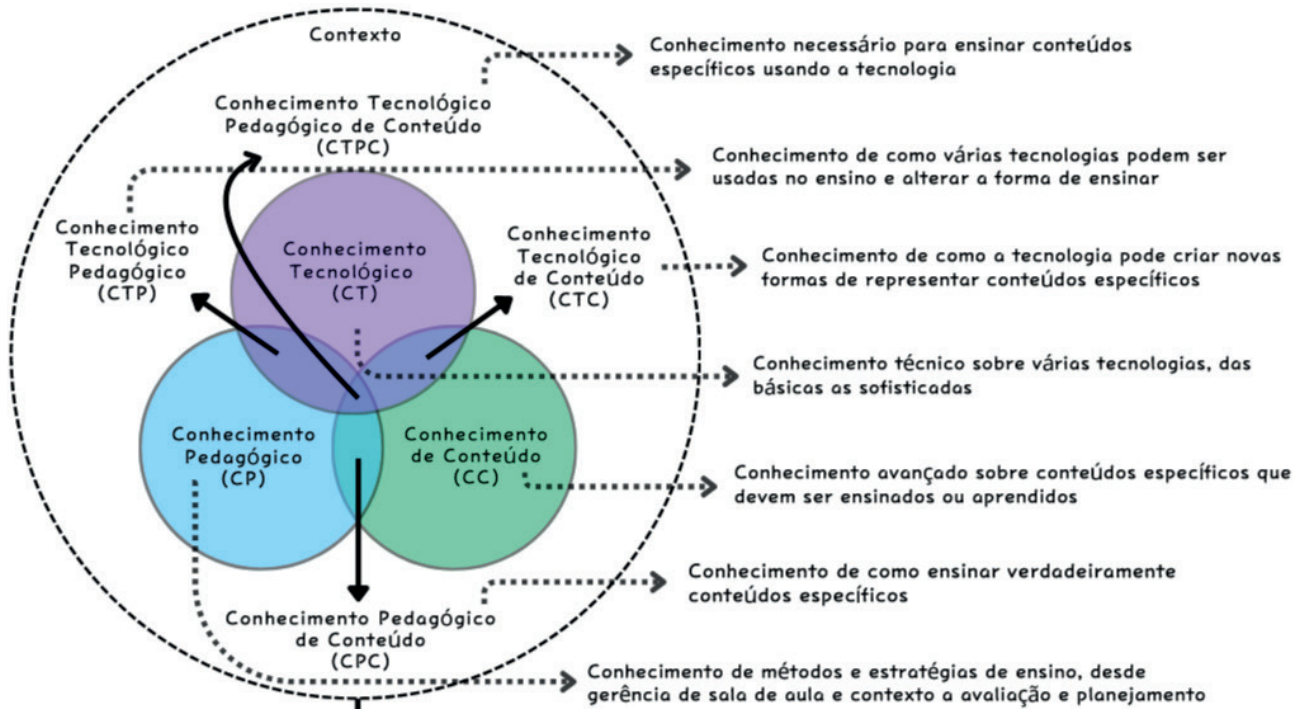 Contexto
Conhecimento necessário para ensinar conteúdos
específicos usando a tecnologia
Conhecimento Tecnológico
Pedagógico de Conteúdo
(CTPC)
Conhecimento de como várias tecnologias podem ser
usadas no ensino e alterar a forma de ensinar
Conhecimento
Tecnológico
Pedagógico
(CTP)
Conhecimento
Tecnológico
(CT)
Conhecimento
Tecnológico
de Conteúdo
(CTC)
Conhecimento de como a tecnologia pode criar novas
formas de representar conteúdos específicos
Conhecimento técnico sobre várias tecnologias, das
básicas as sofisticadas
Conhecimento
Pedagógico
(CP)
Conhecimento
de Conteúdo
(CC)
Conhecimento avançado sobre conteúdos específicos que
devem ser ensinados ou aprendidos
Conhecimento de como ensinar verdadeiramente
conteúdos específicos
Conhecimento Pedagógico
de Conteúdo
(CPC)
Conhecimento de métodos e estratégias de ensino, desde
gerência de sala de aula e contexto a avaliação e planejamento